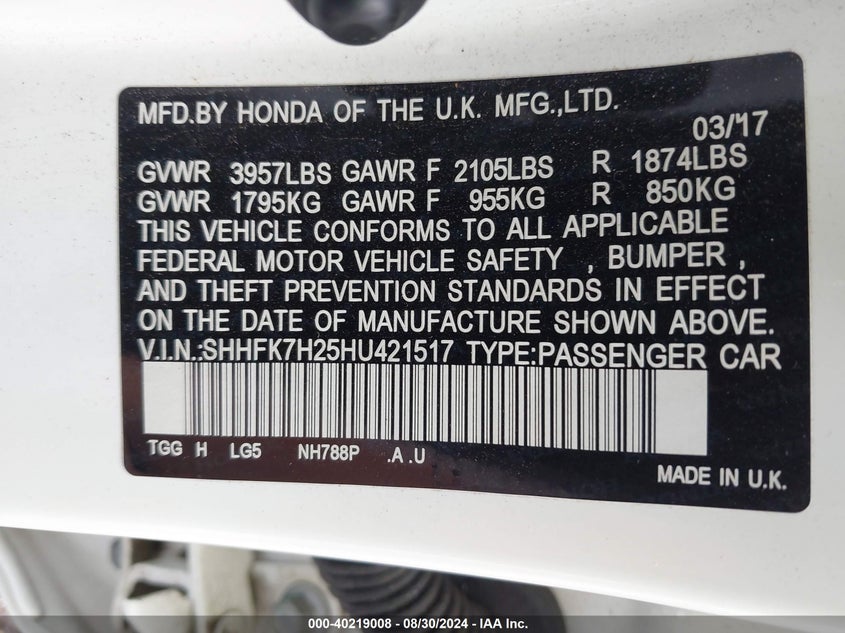 MFD.BY HONDA OF THE U.K. MFG.,LTD.
03/'17
GVWR 3957LBS GAWR F 2105LBS R 1874LBS
GVWR 1795KG GAWR F 955KG R 850KG
THIS VEHICLE CONFORMS TO ALL APPLICABLE
FEDERAL MOTOR VEHICLE SAFETY , BUMPER ,
AND THEFT PREVENTION STANDARDS IN EFFECT
ON THE DATE OF MANUFACTURE SHOWN ABOVE.
V.I.N.:SHHFK7H25HU421517 TYPE:PASSENGER CAR
TGG H LG5 NH788P .A .U
MADE IN U.K.
000-40219008 - 08/30/2024 - IAA Inc.